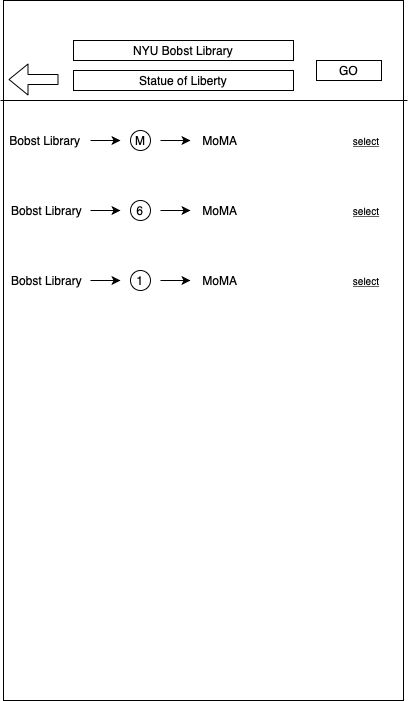 NYU Bobst Library
Statue of Liberty
GO
Bobst Library M MoMA select
Bobst Library 6 MoMA select
Bobst Library 1 MoMA select